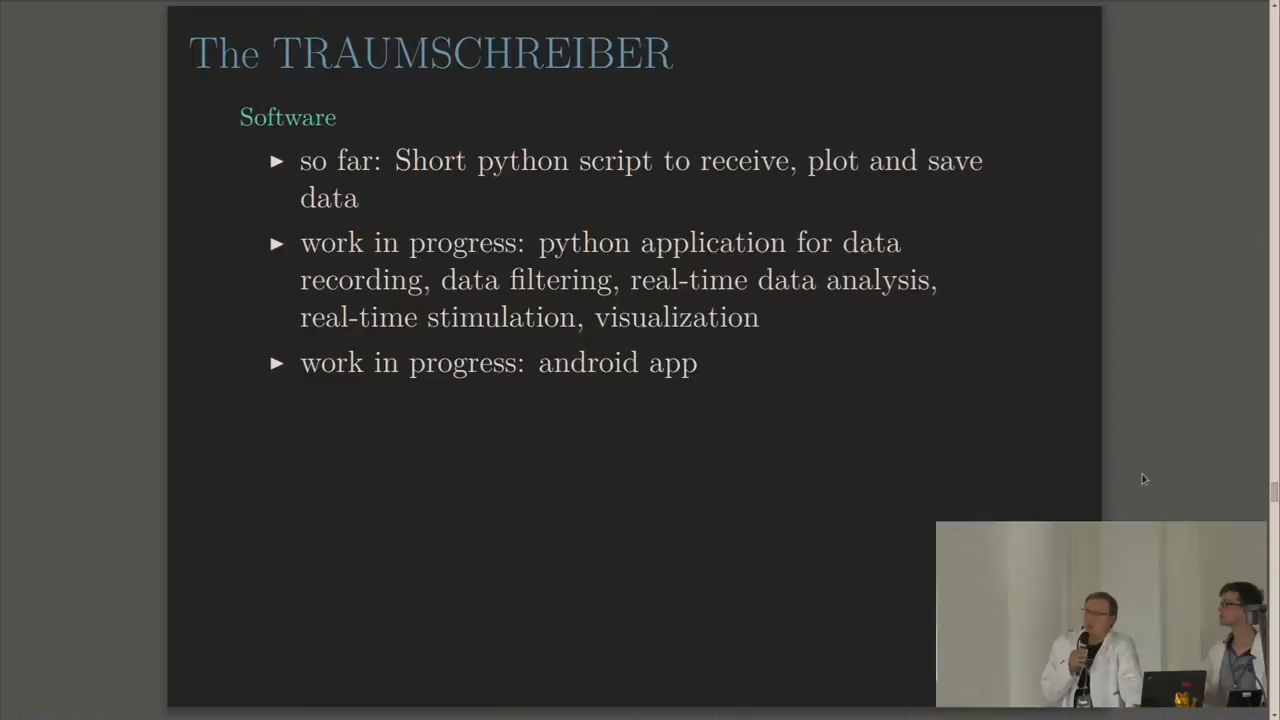 The TRAUMSCHREIBER
Software
▶ so far: Short python script to receive, plot and save
data
▶ work in progress: python application for data
recording, data filtering, real-time data analysis,
real-time stimulation, visualization
▶ work in progress: android app